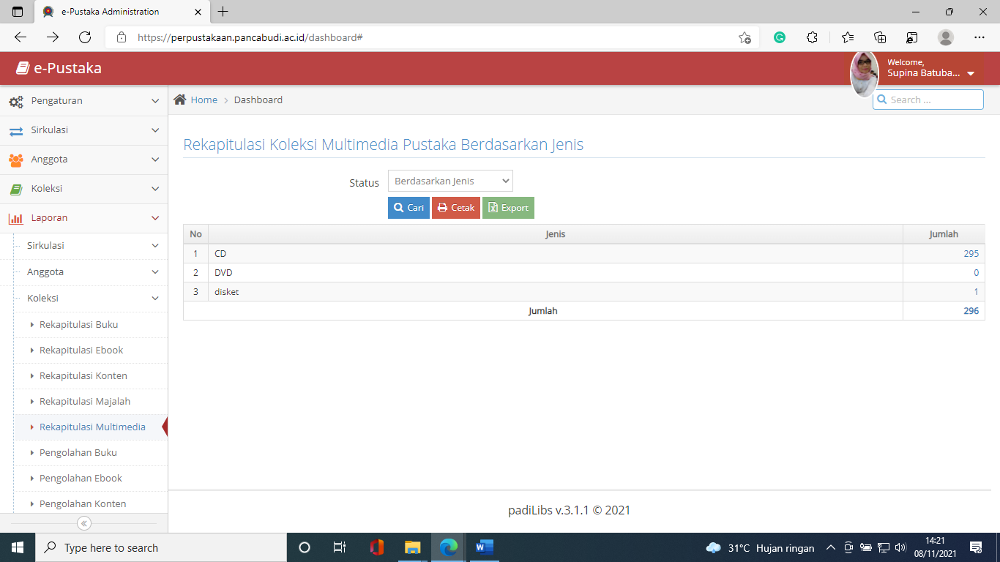 e-Pustaka Administration
https://perpustakaan.pancabudi.ac.id/dashboard#
e-Pustaka
Welcome,
Supina Batuba...
Pengaturan
Sirkulasi
Anggota
Koleksi
Laporan
Sirkulasi
Anggota
Koleksi
Rekapitulasi Buku
Rekapitulasi Ebook
Rekapitulasi Konten
Rekapitulasi Majalah
Rekapitulasi Multimedia
Pengolahan Buku
Pengolahan Ebook
Pengolahan Konten
Home > Dashboard
Search ...
Rekapitulasi Koleksi Multimedia Pustaka Berdasarkan Jenis
Status Berdasarkan Jenis
Cari Cetak Export
No Jenis Jumlah
1 CD 295
2 DVD 0
3 disket 1
Jumlah 296
padiLibs v.3.1.1 © 2021
Type here to search
31°C Hujan ringan
14:21
08/11/2021